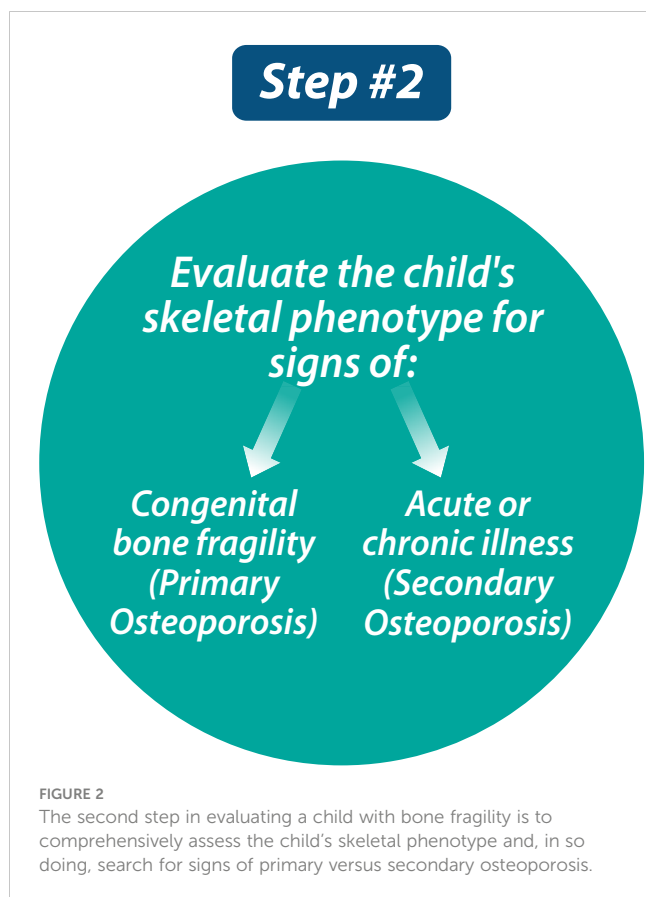 Step #2
Evaluate the child's
skeletal phenotype for
signs of:
Congenital
bone fragility
(Primary
Osteoporosis)
Acute or
chronic illness
(Secondary
Osteoporosis)
FIGURE 2
The second step in evaluating a child with bone fragility is to
comprehensively assess the child’s skeletal phenotype and, in so
doing, search for signs of primary versus secondary osteoporosis.